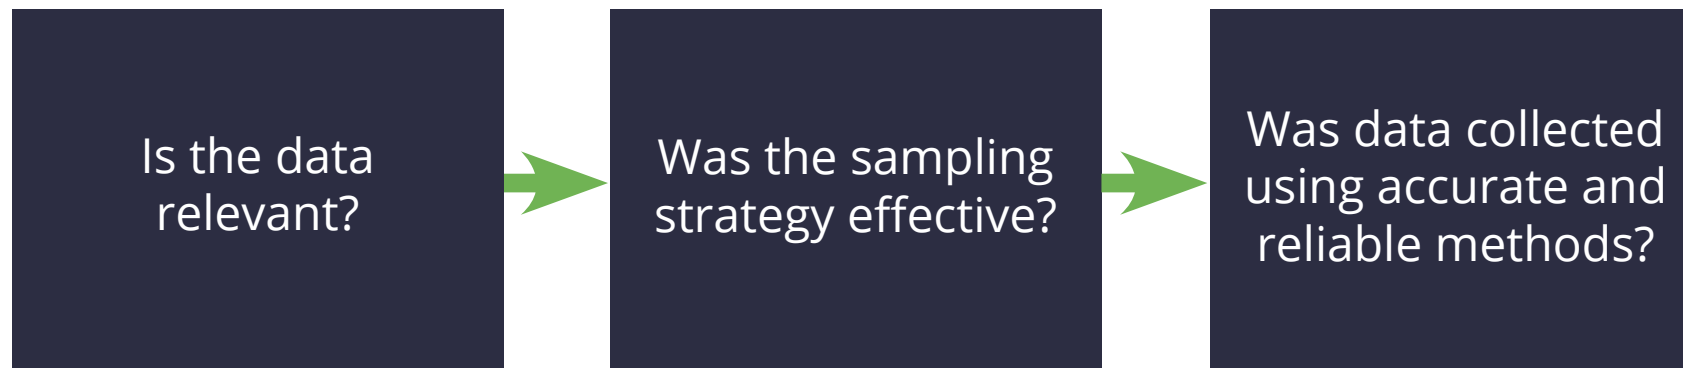 Is the data
relevant?
Was the sampling
strategy effective?
Was data collected
using accurate and
reliable methods?